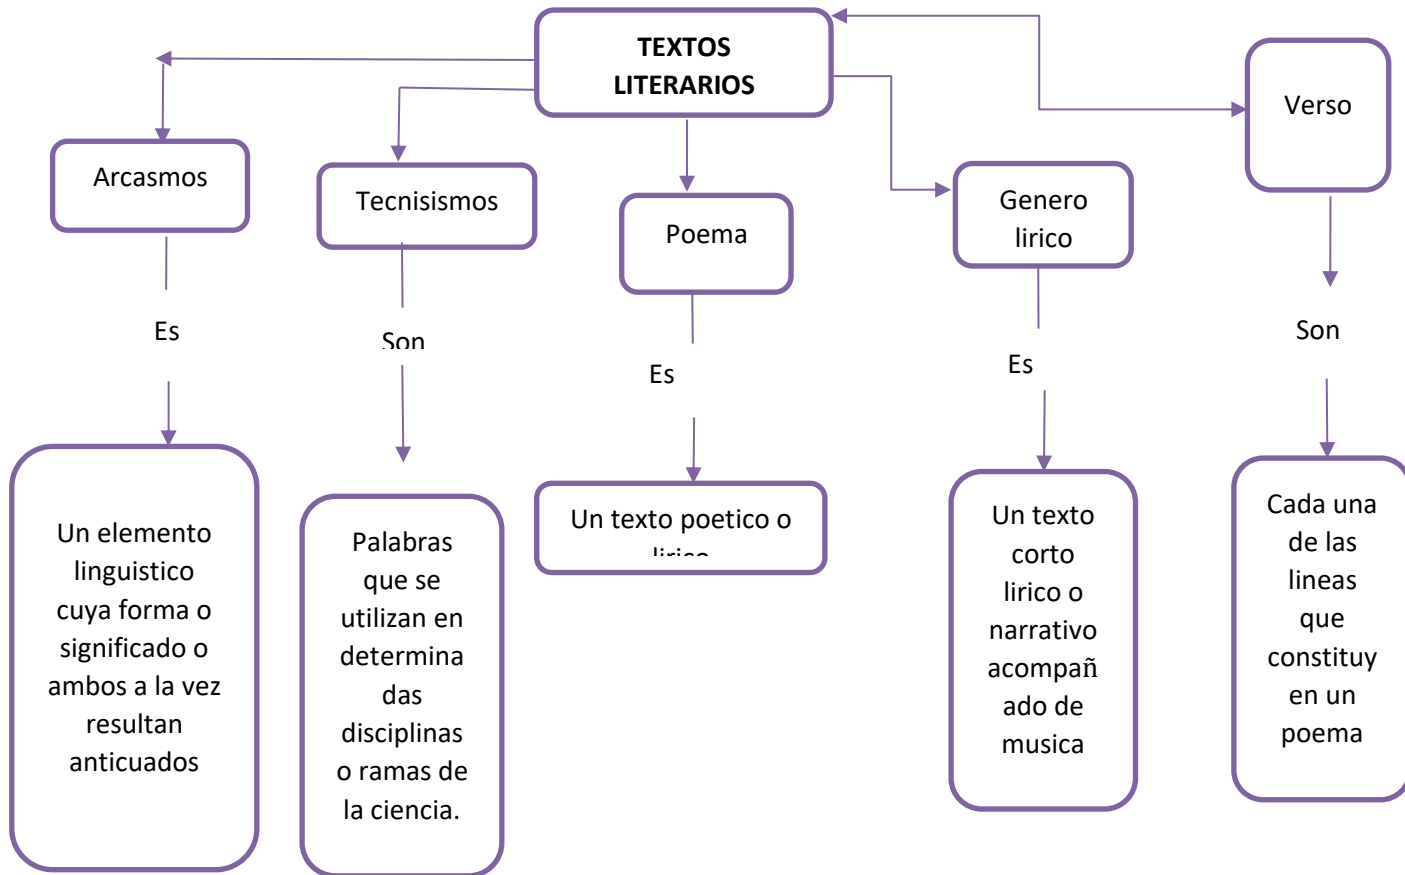 TEXTOS
LITERARIOS
Verso
Arcasmos
Tecnisismos
Poema
Genero
lirico
Es
Son
Es
Es
Son
Un elemento
linguistico
cuya forma o
significado o
ambos a la vez
resultan
anticuados
Palabras
que se
utilizan en
determina
das
disciplinas
o ramas de
la ciencia.
Un texto poetico o
lirico
Un texto
corto
lirico o
narrativo
acompañ
ado de
musica
Cada una
de las
lineas
que
constituy
en un
poema